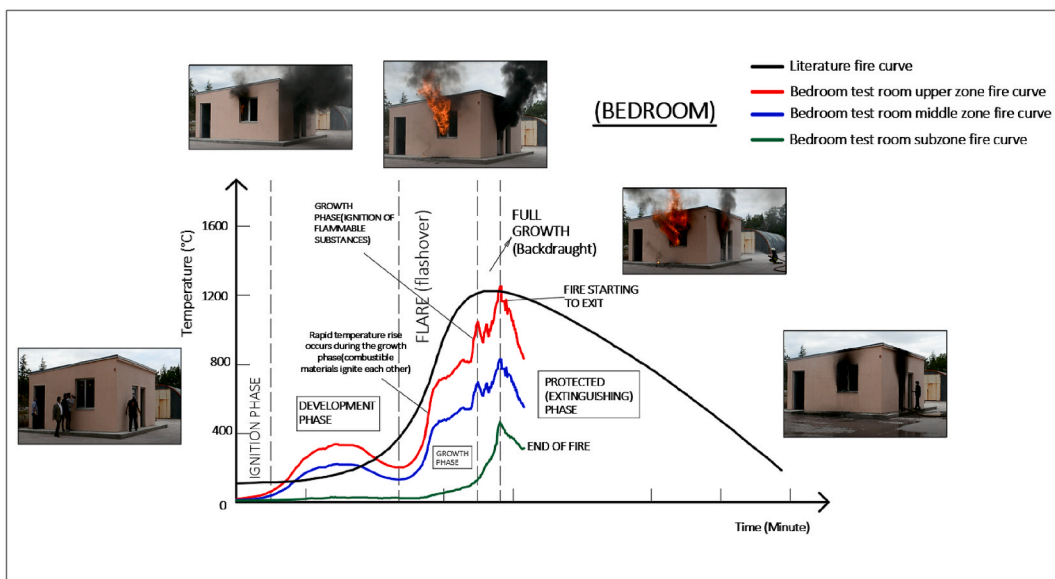 (BEDROOM)
Literature fire curve
Bedroom test room upper zone fire curve
Bedroom test room middle zone fire curve
Bedroom test room subzone fire curve
Temperature (°C)
1600
1200
800
400
0
IGNITION PHASE
DEVELOPMENT
PHASE
GROWTH
PHASE(IGNITION OF
FLAMMABLE
SUBSTANCES)
Rapid temperature rise
occurs during the growth
phase(combustible
materials ignite each other)
FLARE (flashover)
GROWTH
PHASE
FULL
GROWTH
(Backdraught)
FIRE STARTING
TO EXIT
PROTECTED
(EXTINGUISHING)
PHASE
END OF FIRE
Time (Minute)